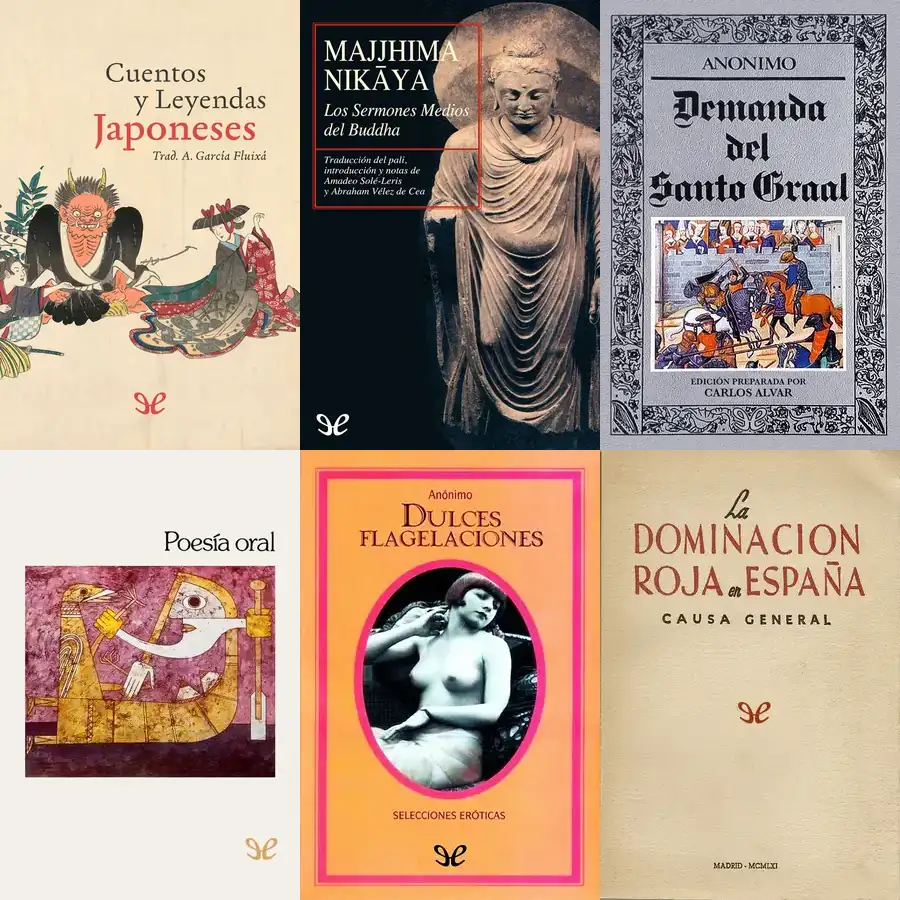 Cuentos
y Leyendas
Japoneses
Trad. A. García Fluixá
MAJJHIMA
NIKĀYA
Los Sermones Medios
del Buddha
Traducción del pali,
introducción y notas de
Amadeo Solé-Leris
y Abraham Vélez de Cea
ANONIMO
Demanda
del
Santo Graal
EDICIÓN PREPARADA POR
CARLOS ALVAR
Poesía oral
Anónimo
DULCES
FLAGELACIONES
SELECCIONES ERÓTICAS
La
DOMINACION
ROJA en ESPAÑA
CAUSA GENERAL
MADRID - MCMLXI